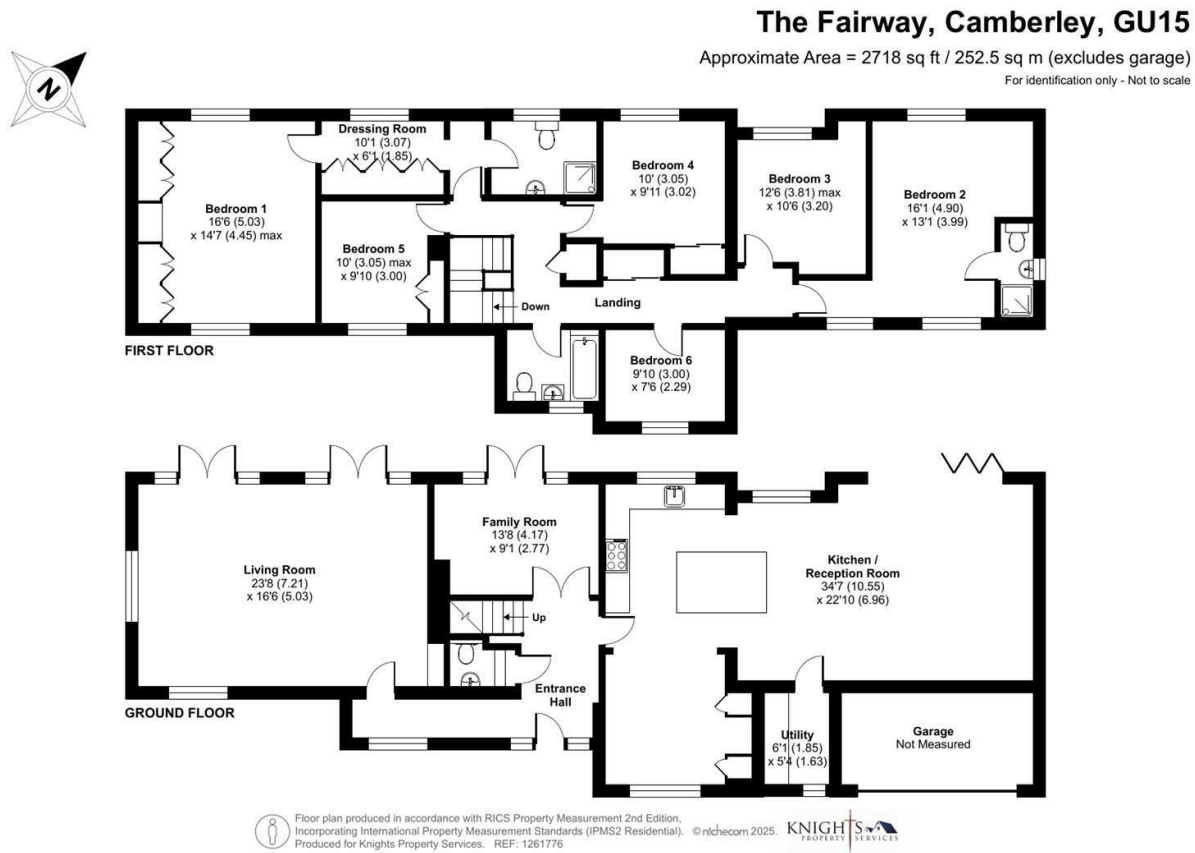 The Fairway, Camberley, GU15
Approximate Area = 2718 sq ft / 252.5 sq m (excludes garage)
For identification only - Not to scale
N
Dressing Room
10'1 (3.07)
x 6'1 (1.85)
Bedroom 1
16'6 (5.03)
x 14'7 (4.45) max
Bedroom 5
10' (3.05) max
x 9'10 (3.00)
Bedroom 4
10' (3.05)
x 9'11 (3.02)
Bedroom 3
12'6 (3.81) max
x 10'6 (3.20)
Bedroom 2
16'1 (4.90)
x 13'1 (3.99)
Down
Landing
Bedroom 6
9'10 (3.00)
x 7'6 (2.29)
FIRST FLOOR
Living Room
23'8 (7.21)
x 16'6 (5.03)
Family Room
13'8 (4.17)
x 9'1 (2.77)
Up
Entrance
Hall
Kitchen /
Reception Room
34'7 (10.55)
x 22'10 (6.96)
Utility
6'1 (1.85)
x 5'4 (1.63)
Garage
Not Measured
GROUND FLOOR
Floor plan produced in accordance with RICS Property Measurement 2nd Edition,
Incorporating International Property Measurement Standards (IPMS2 Residential). © nichecom 2025.
Produced for Knights Property Services. REF: 1261776
KNIGHTS
PROPERTY SERVICES